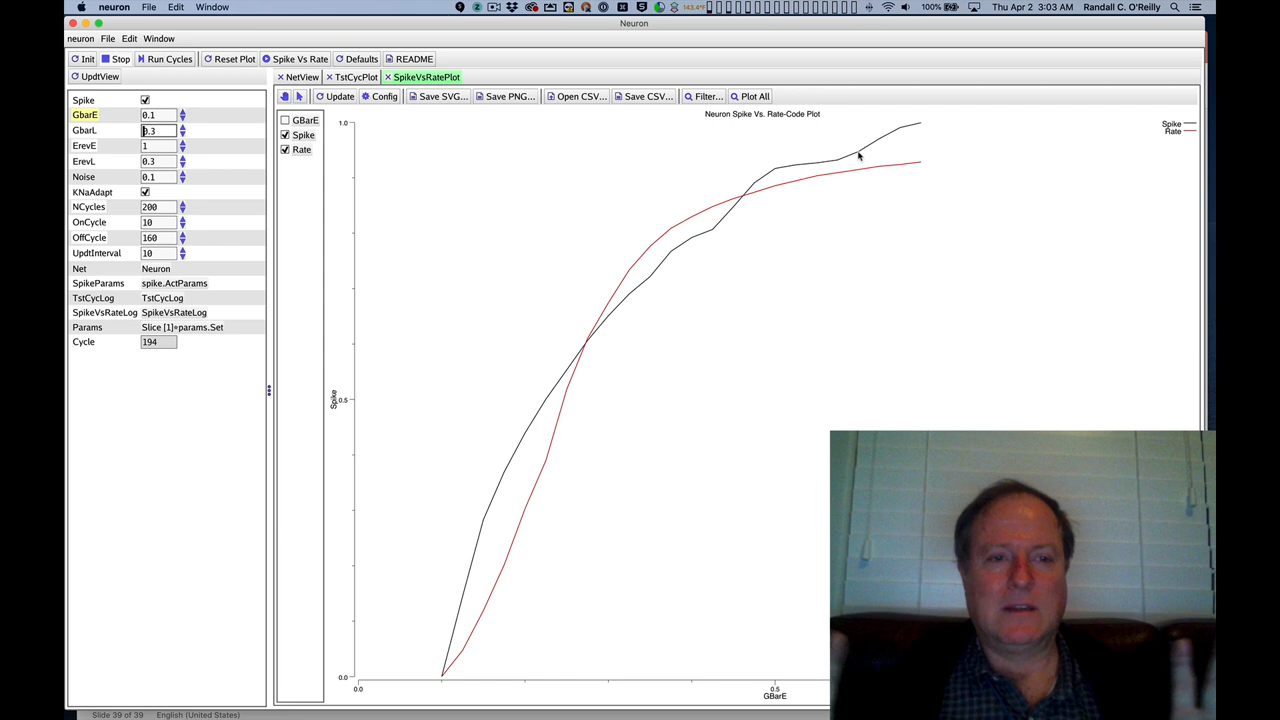 neuron File Edit Window 143.4°F 100% Thu Apr 2 3:03 AM Randall C. O'Reilly
Neuron
neuron File Edit Window
Init Stop Run Cycles Reset Plot Spike Vs Rate Defaults README
UpdtView
NetView TstCycPlot SpikeVsRatePlot
Update Config Save SVG... Save PNG... Open CSV... Save CSV... Filter... Plot All
Spike
GbarE 0.1
GbarL 0.3
ErevE 1
ErevL 0.3
Noise 0.1
KNaAdapt
NCycles 200
OnCycle 10
OffCycle 160
UpdtInterval 10
Net Neuron
SpikeParams spike.ActParams
TstCycLog TstCycLog
SpikeVsRateLog SpikeVsRateLog
Params Slice [1]*params.Set
Cycle 194
GBarE
Spike
Rate
Neuron Spike Vs. Rate-Code Plot
Spike
Rate
1.0
0.5
0.0
Spike
0.0 0.5
GBarE
Slide 39 of 39 English (United States)